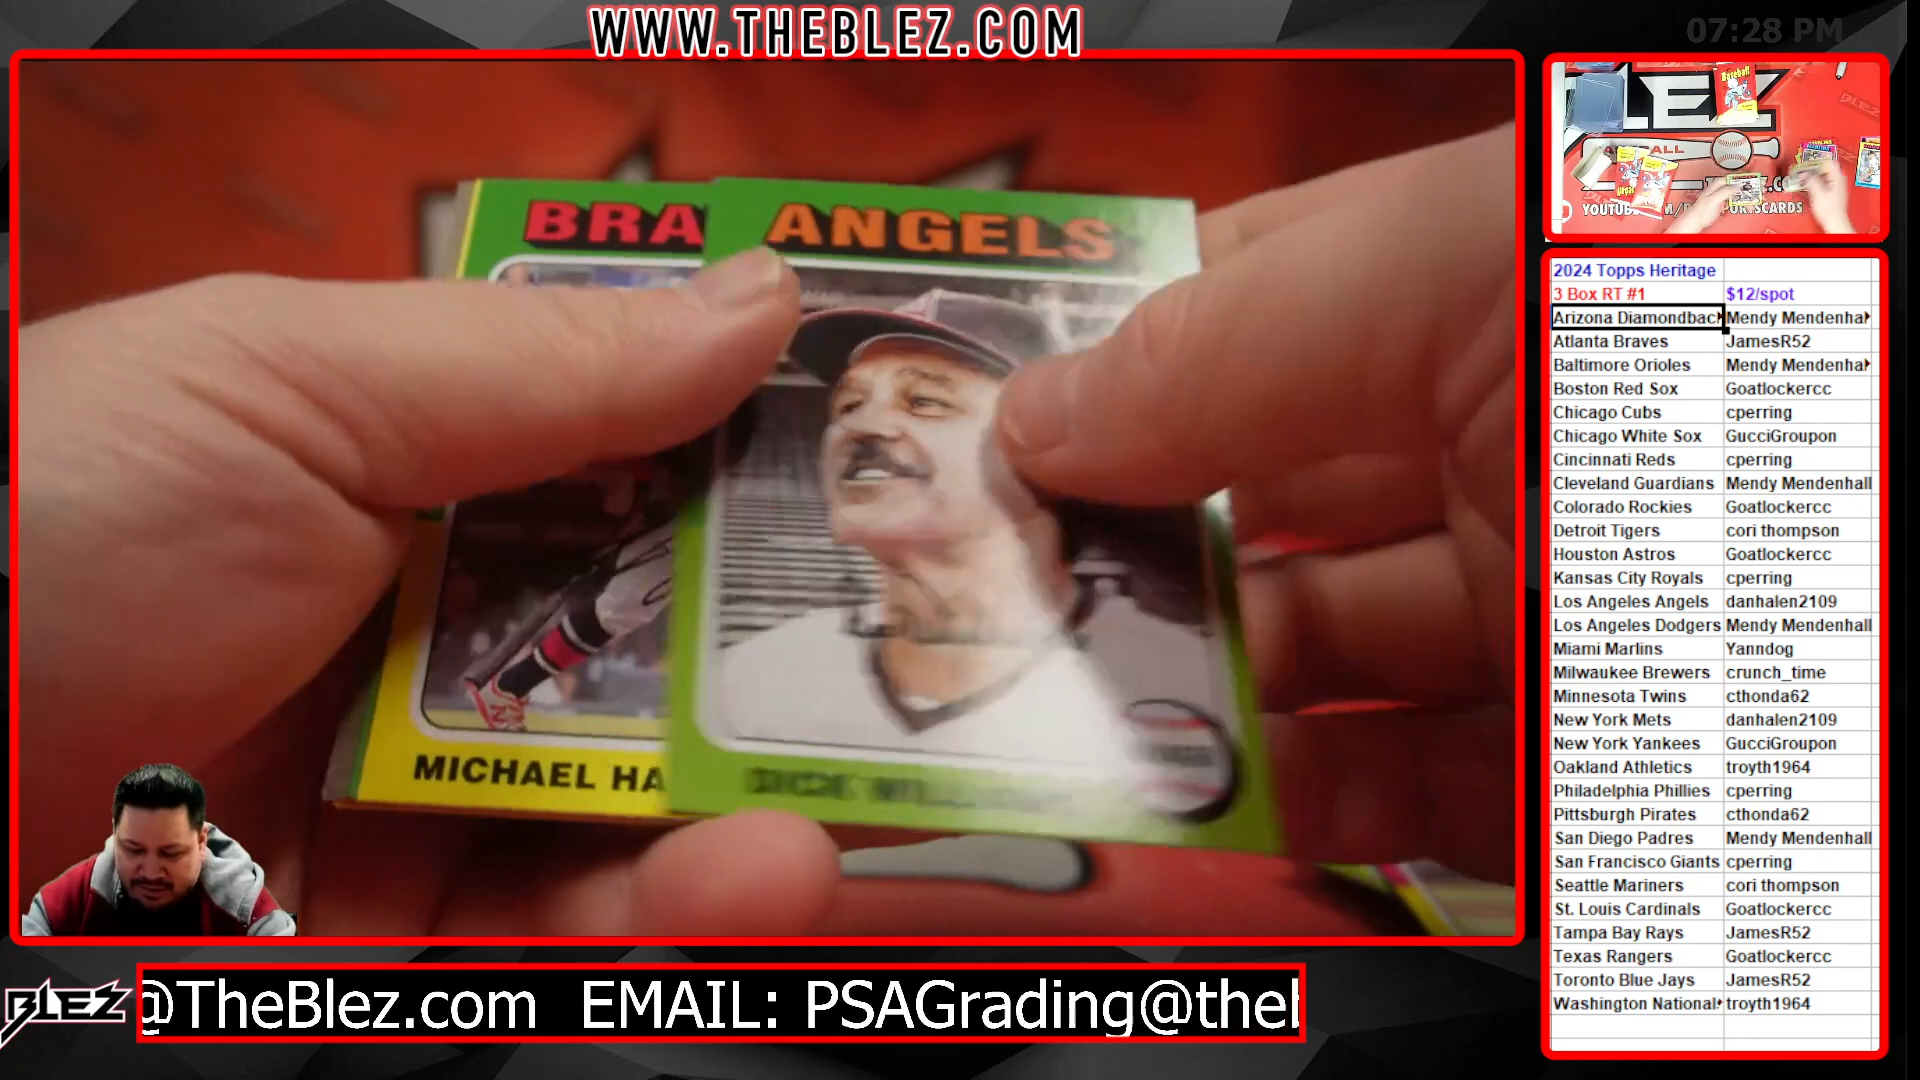 WWW.THEBLEZ.COM
07:28 PM
BRA
ANGELS
MICHAEL HA
Baseball
YOUTUB
2024 Topps Heritage
3 Box RT #1 $12/spot
Arizona Diamondbac Mendy Mendenhal
Atlanta Braves JamesR52
Baltimore Orioles Mendy Mendenhal
Boston Red Sox Goatlockercc
Chicago Cubs cperring
Chicago White Sox GucciGroupon
Cincinnati Reds cperring
Cleveland Guardians Mendy Mendenhall
Colorado Rockies Goatlockercc
Detroit Tigers cori thompson
Houston Astros Goatlockercc
Kansas City Royals cperring
Los Angeles Angels danhalen2109
Los Angeles Dodgers Mendy Mendenhall
Miami Marlins Yanndog
Milwaukee Brewers crunch_time
Minnesota Twins cthonda62
New York Mets danhalen2109
New York Yankees GucciGroupon
Oakland Athletics troyth1964
Philadelphia Phillies cperring
Pittsburgh Pirates cthonda62
San Diego Padres Mendy Mendenhall
San Francisco Giants cperring
Seattle Mariners cori thompson
St. Louis Cardinals Goatlockercc
Tampa Bay Rays JamesR52
Texas Rangers Goatlockercc
Toronto Blue Jays JamesR52
Washington National troyth1964
BLEZ
@TheBlez.com EMAIL: PSAGrading@theb